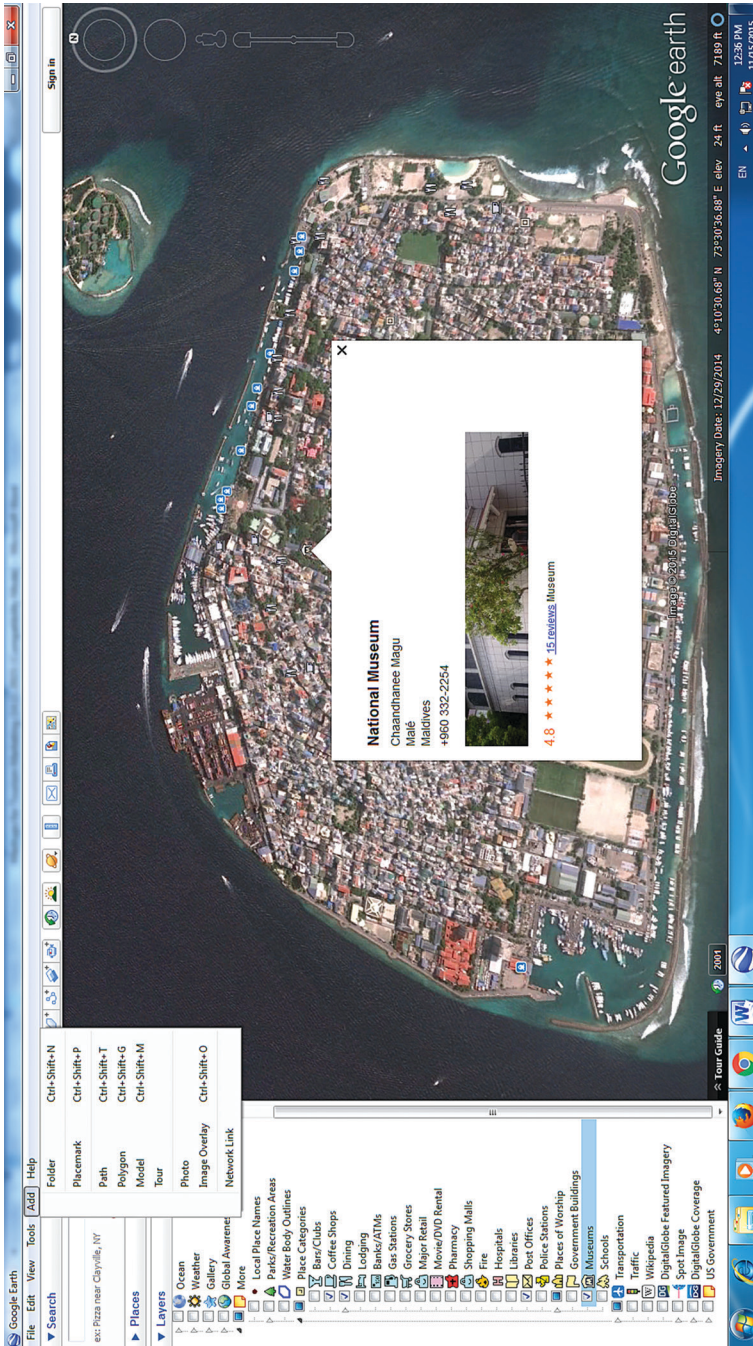 Google Earth
File Edit View Tools Add Help
▼ Search
ex: Pizza near Clayville, NY
▶ Places
▼ Layers
Folder Ctrl+Shift+N
Placemark Ctrl+Shift+P
Path Ctrl+Shift+T
Polygon Ctrl+Shift+G
Model Ctrl+Shift+M
Tour
Photo
Image Overlay Ctrl+Shift+O
Network Link
Sign in
Ocean
Weather
Gallery
Global Awarenes
More
Local Place Names
Parks/Recreation Areas
Water Body Outlines
Place Categories
Bars/Clubs
Coffee Shops
Dining
Lodging
Banks/ATMs
Gas Stations
Grocery Stores
Major Retail
Movie/DVD Rental
Pharmacy
Shopping Malls
Fire
Hospitals
Libraries
Post Offices
Police Stations
Places of Worship
Government Buildings
Museums
Schools
Transportation
Traffic
Wikipedia
DigitalGlobe Featured Imagery
Spot Image
DigitalGlobe Coverage
US Government
N
National Museum
Chaandhanee Magu
Malé
Maldives
+960 332-2254
4.8 ★★★★★ 15 reviews Museum
Image © 2015 DigitalGlobe
Google earth
Tour Guide
2001
Imagery Date: 12/29/2014 4°10'30.68" N 73°30'36.88" E elev 24 ft eye alt 7189 ft
EN
12:36 PM
11/15/2015